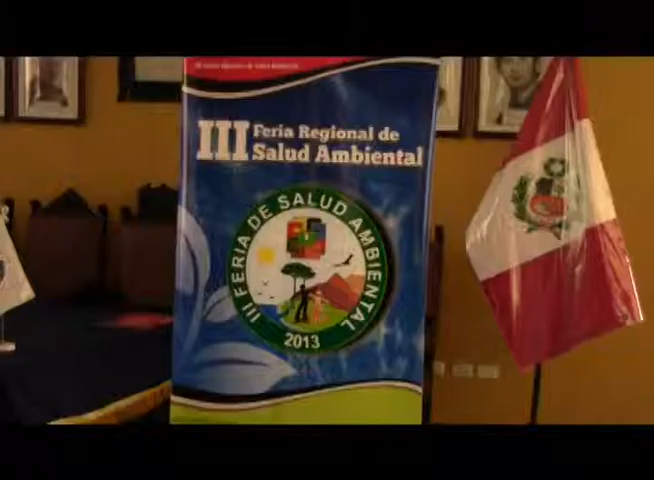 III Feria Regional de
Salud Ambiental
III FERIA DE SALUD AMBIENTAL
2013